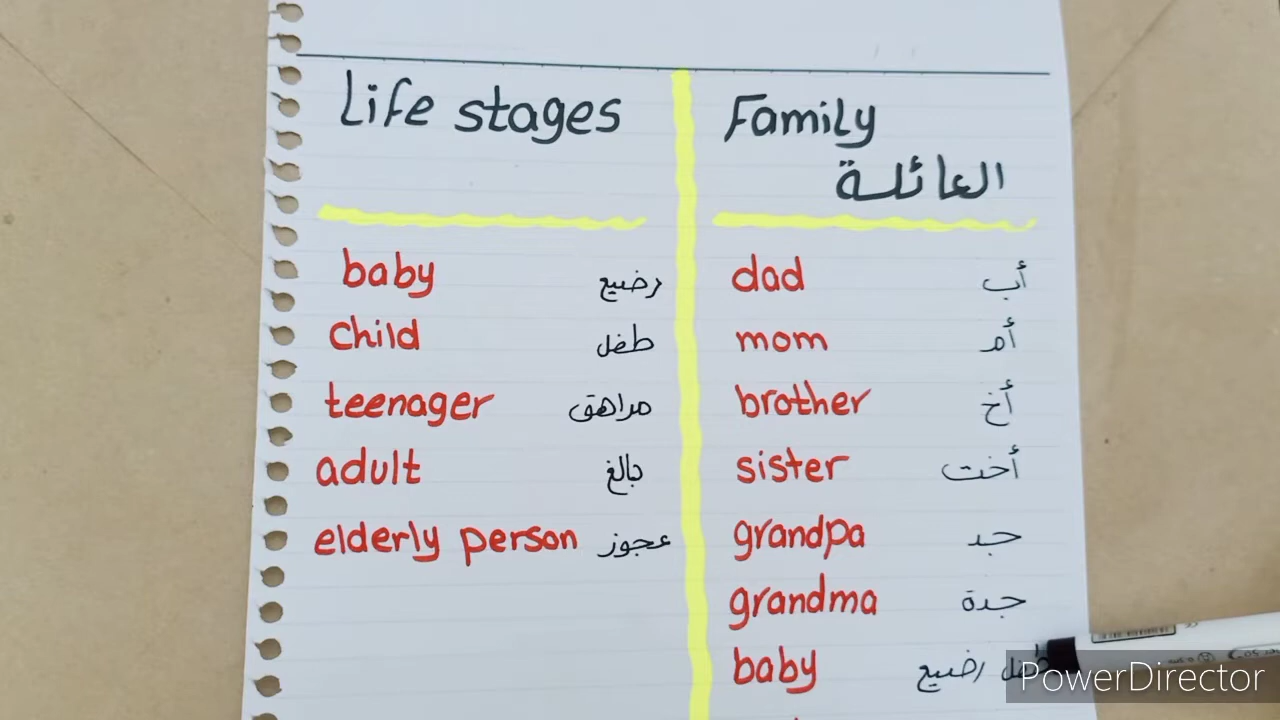 Life stages
baby رضيع
child طفل
teenager مراهق
adult بالغ
elderly person عجوز
Family
العائلة
dad أب
mom أم
brother أخ
sister أخت
grandpa جد
grandma جدة
baby طفل رضيع
PowerDirector